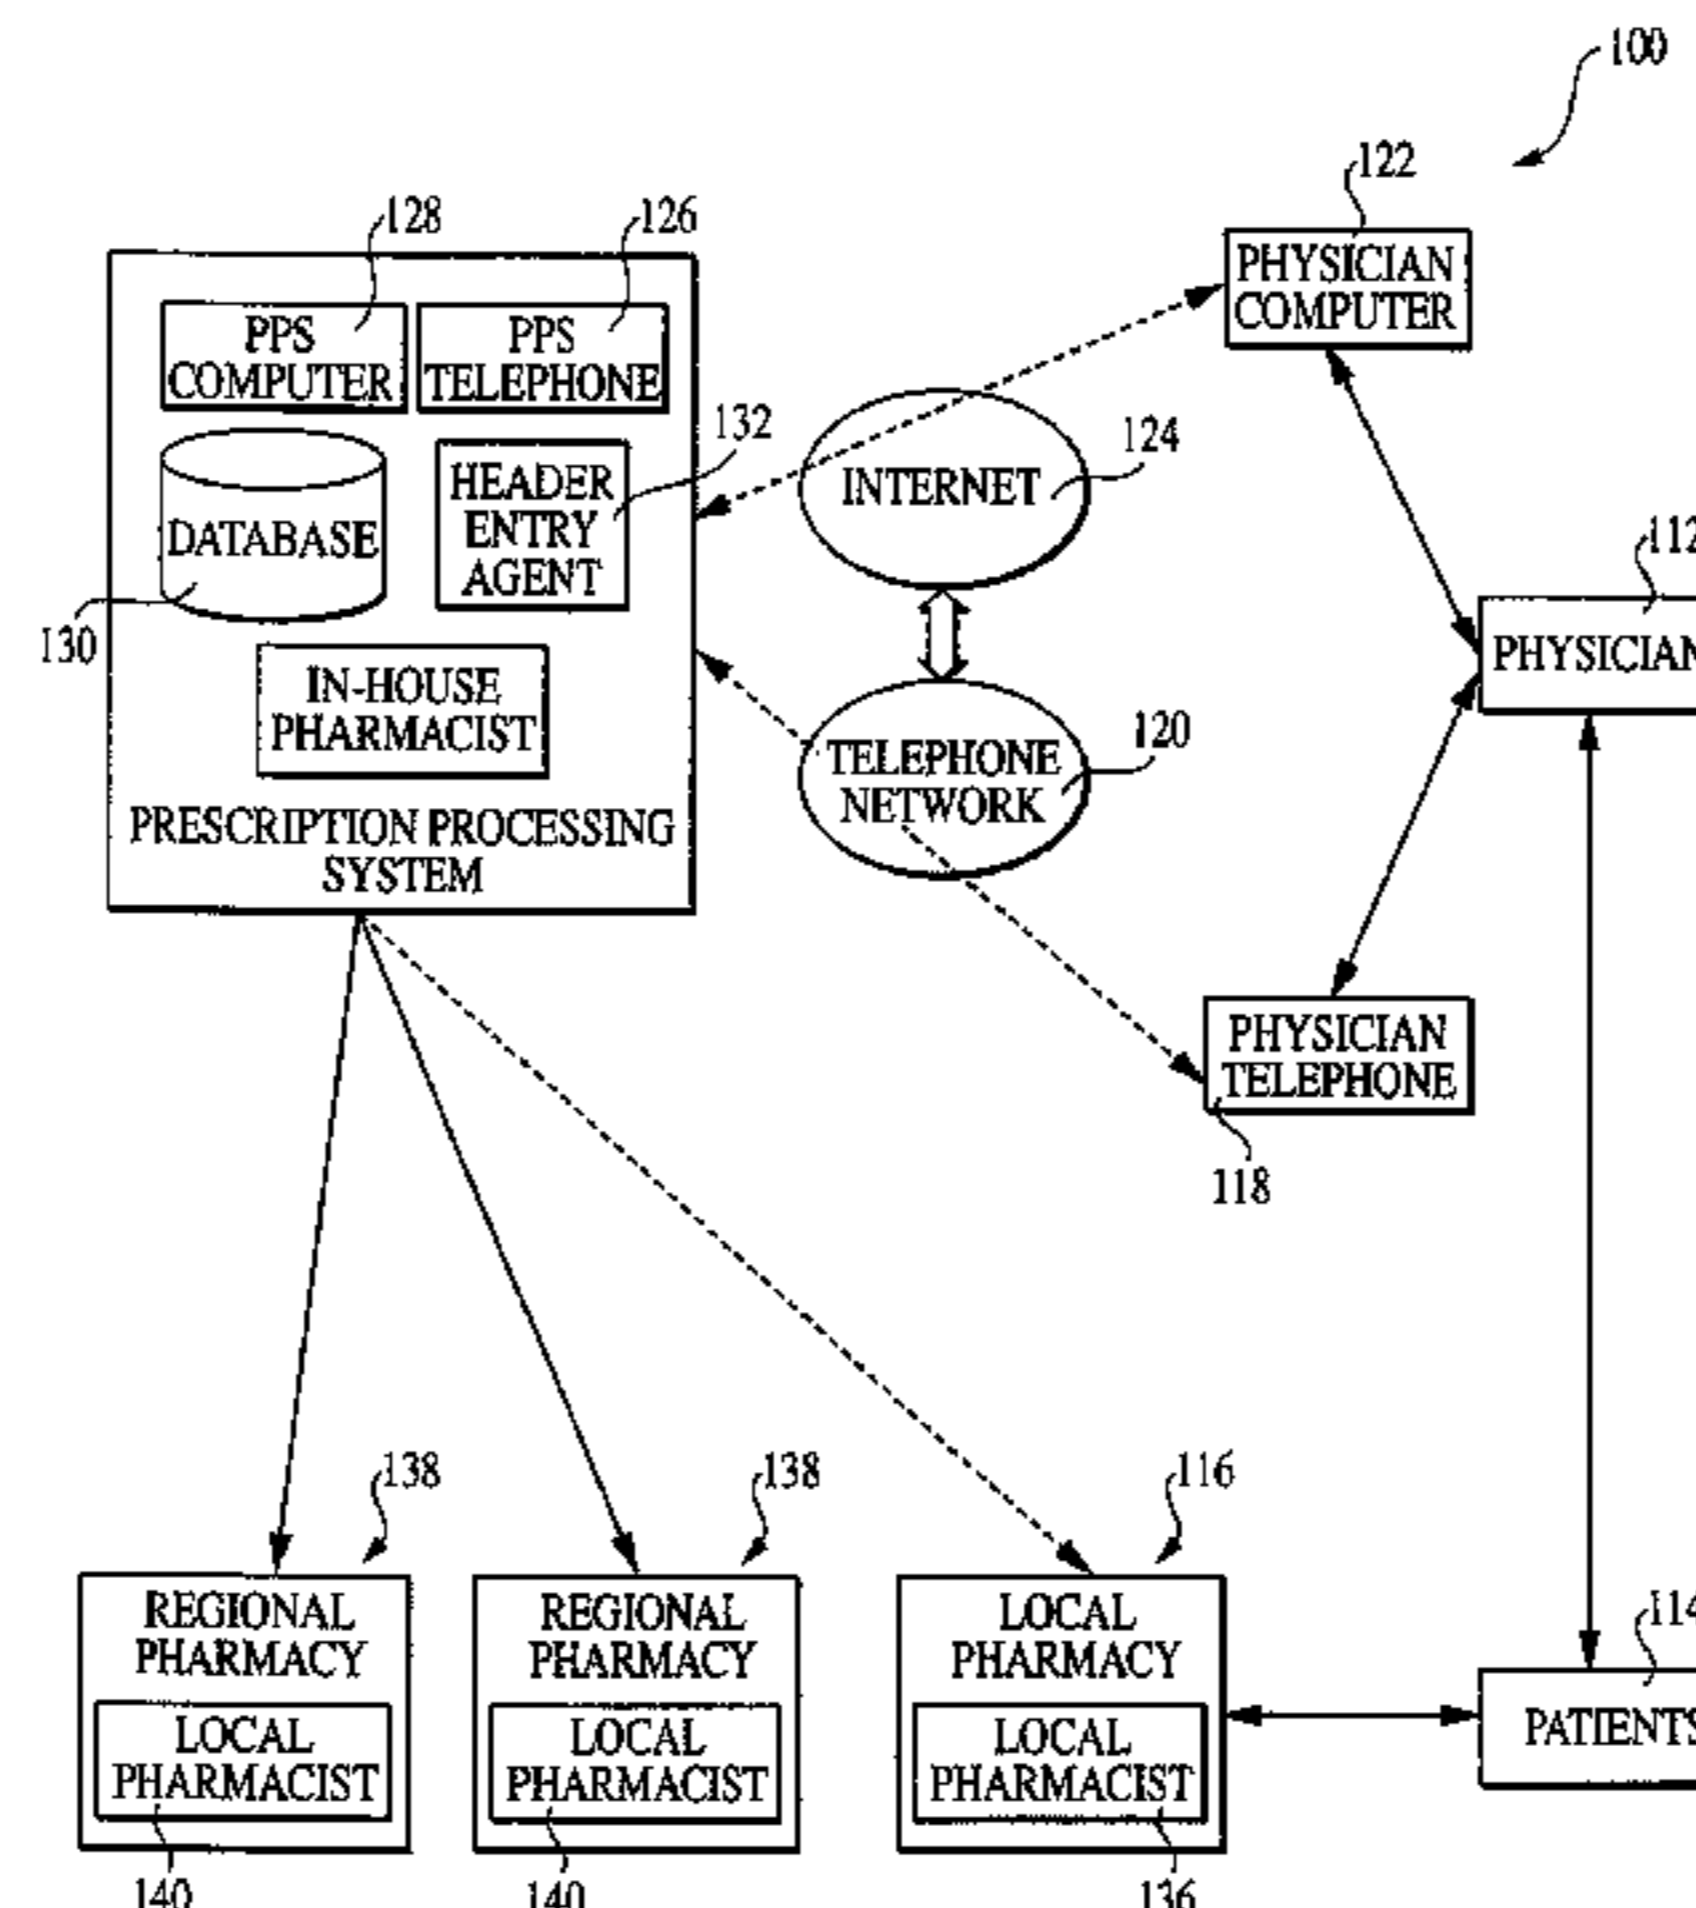 100
122
128
126
PHYSICIAN
COMPUTER
PPS
COMPUTER
PPS
TELEPHONE
132
124
HEADER
ENTRY
AGENT
INTERNET
DATABASE
112
130
PHYSICIAN
IN-HOUSE
PHARMACIST
120
TELEPHONE
NETWORK
PRESCRIPTION PROCESSING
SYSTEM
PHYSICIAN
TELEPHONE
118
138
138
116
REGIONAL
PHARMACY
REGIONAL
PHARMACY
LOCAL
PHARMACY
114
LOCAL
PHARMACIST
LOCAL
PHARMACIST
LOCAL
PHARMACIST
PATIENTS
140
140
136